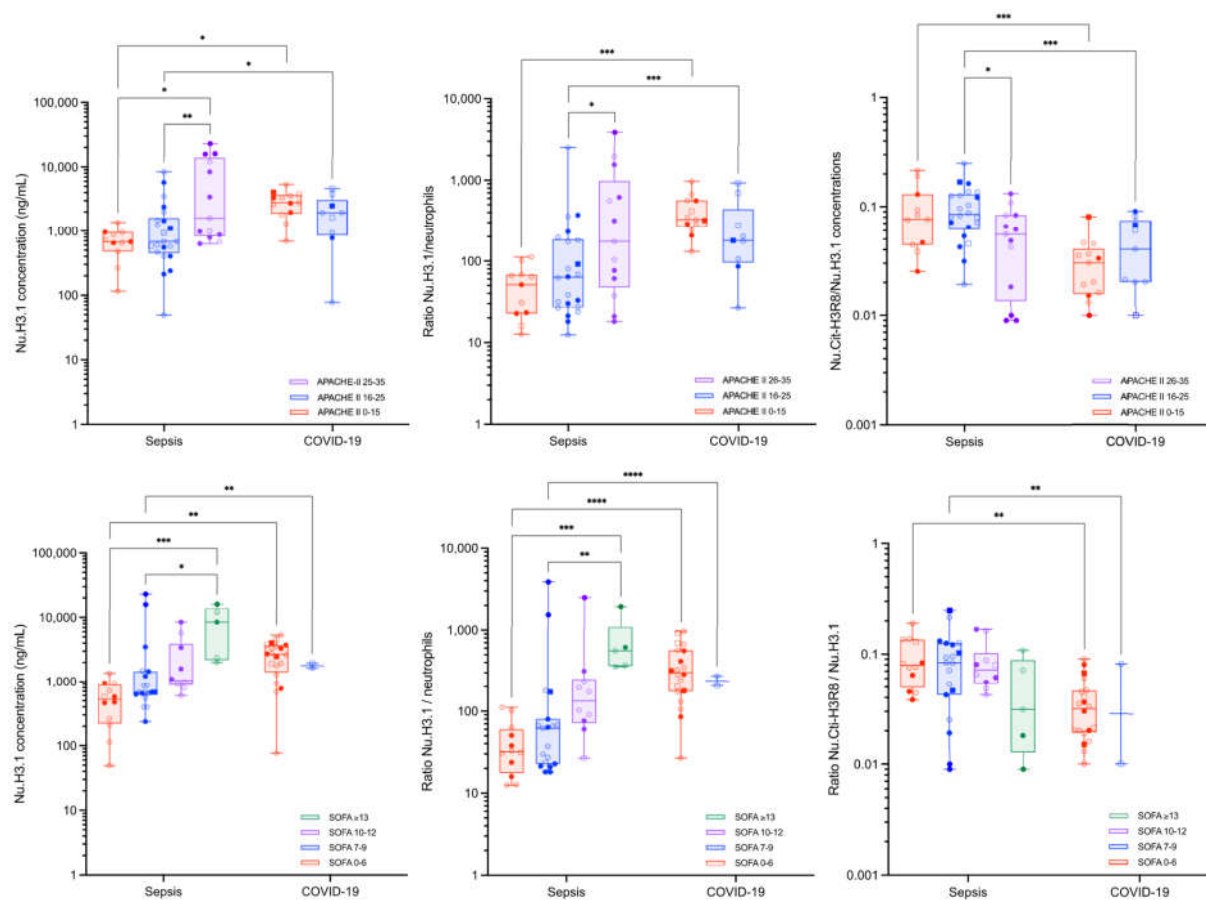 *
*
*
**
100,000
10,000
1,000
100
10
1
Nu.H3.1 concentration (ng/mL)
APACHE-II 25-35
APACHE II 16-25
APACHE II 0-15
Sepsis
COVID-19
***
***
*
10,000
1,000
100
10
1
Ratio Nu.H3.1/neutrophils
APACHE II 26-35
APACHE II 16-25
APACHE II 0-15
Sepsis
COVID-19
***
***
*
1
0.1
0.01
0.001
Nu.Cit-H3R8/Nu.H3.1 concentrations
APACHE II 26-35
APACHE II 16-25
APACHE II 0-15
Sepsis
COVID-19
**
**
***
*
100,000
10,000
1,000
100
10
1
Nu.H3.1 concentration (ng/mL)
SOFA ≥13
SOFA 10-12
SOFA 7-9
SOFA 0-6
Sepsis
COVID-19
****
****
***
**
10,000
1,000
100
10
1
Ratio Nu.H3.1 / neutrophils
SOFA ≥13
SOFA 10-12
SOFA 7-9
SOFA 0-6
Sepsis
COVID-19
**
**
1
0.1
0.01
0.001
Ratio Nu.Cti-H3R8 / Nu.H3.1
SOFA ≥13
SOFA 10-12
SOFA 7-9
SOFA 0-6
Sepsis
COVID-19